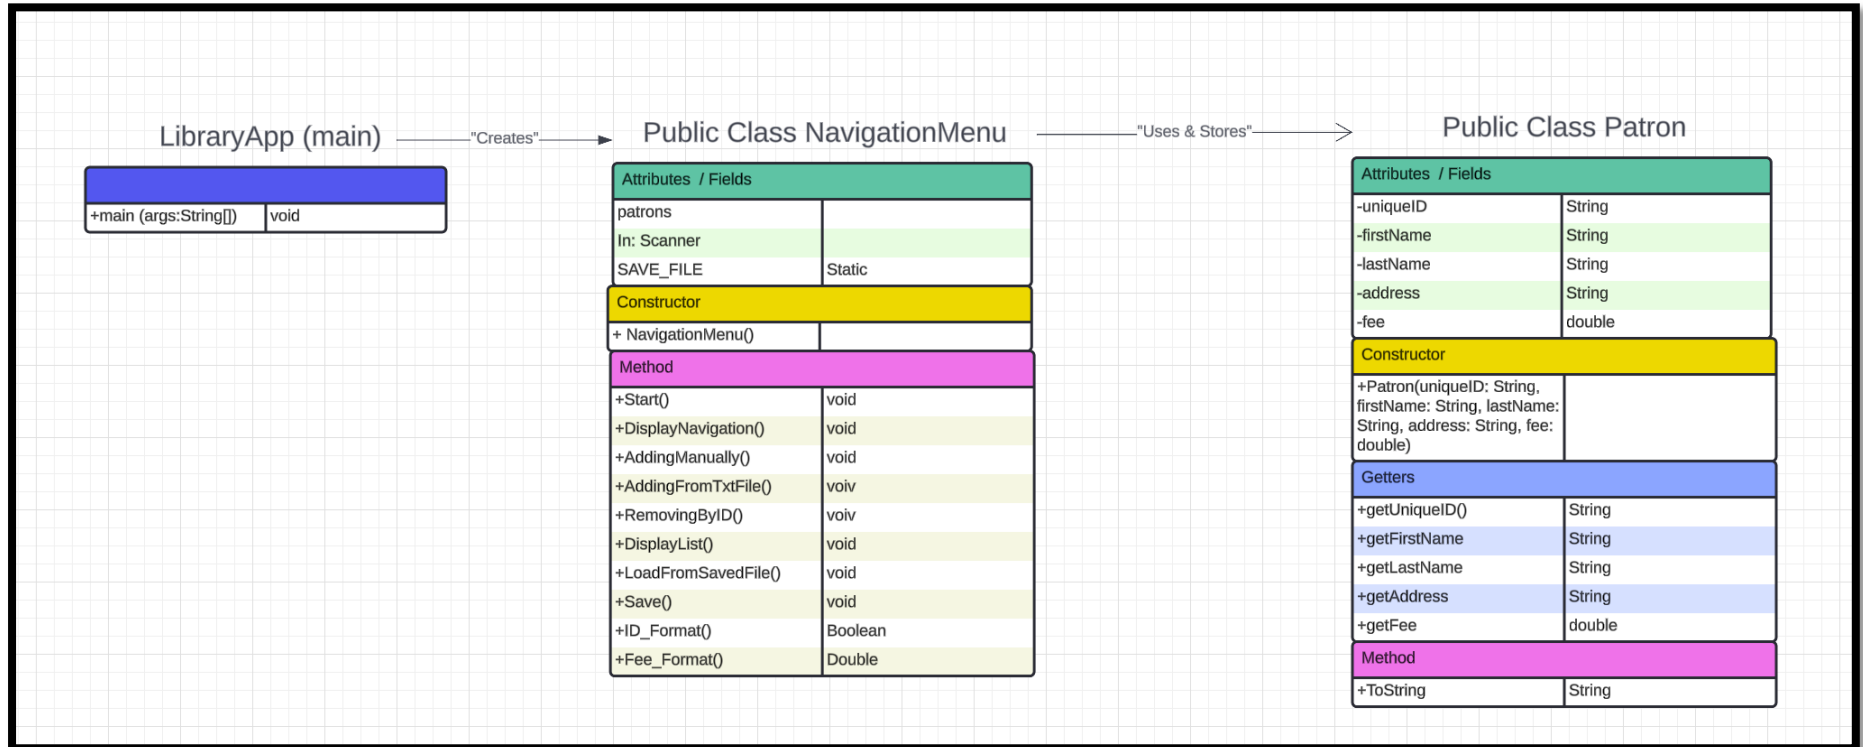 LibraryApp (main)
"Creates"
Public Class NavigationMenu
"Uses & Stores"
Public Class Patron
+main (args:String[]) void
Attributes / Fields
patrons
In: Scanner
SAVE_FILE Static
Constructor
+ NavigationMenu()
Method
+Start() void
+DisplayNavigation() void
+AddingManually() void
+AddingFromTxtFile() voiv
+RemovingByID() voiv
+DisplayList() void
+LoadFromSavedFile() void
+Save() void
+ID_Format() Boolean
+Fee_Format() Double
Attributes / Fields
-uniqueID String
-firstName String
-lastName String
-address String
-fee double
Constructor
+Patron(uniqueID: String,
firstName: String, lastName:
String, address: String, fee:
double)
Getters
+getUniqueID() String
+getFirstName String
+getLastName String
+getAddress String
+getFee double
Method
+ToString String